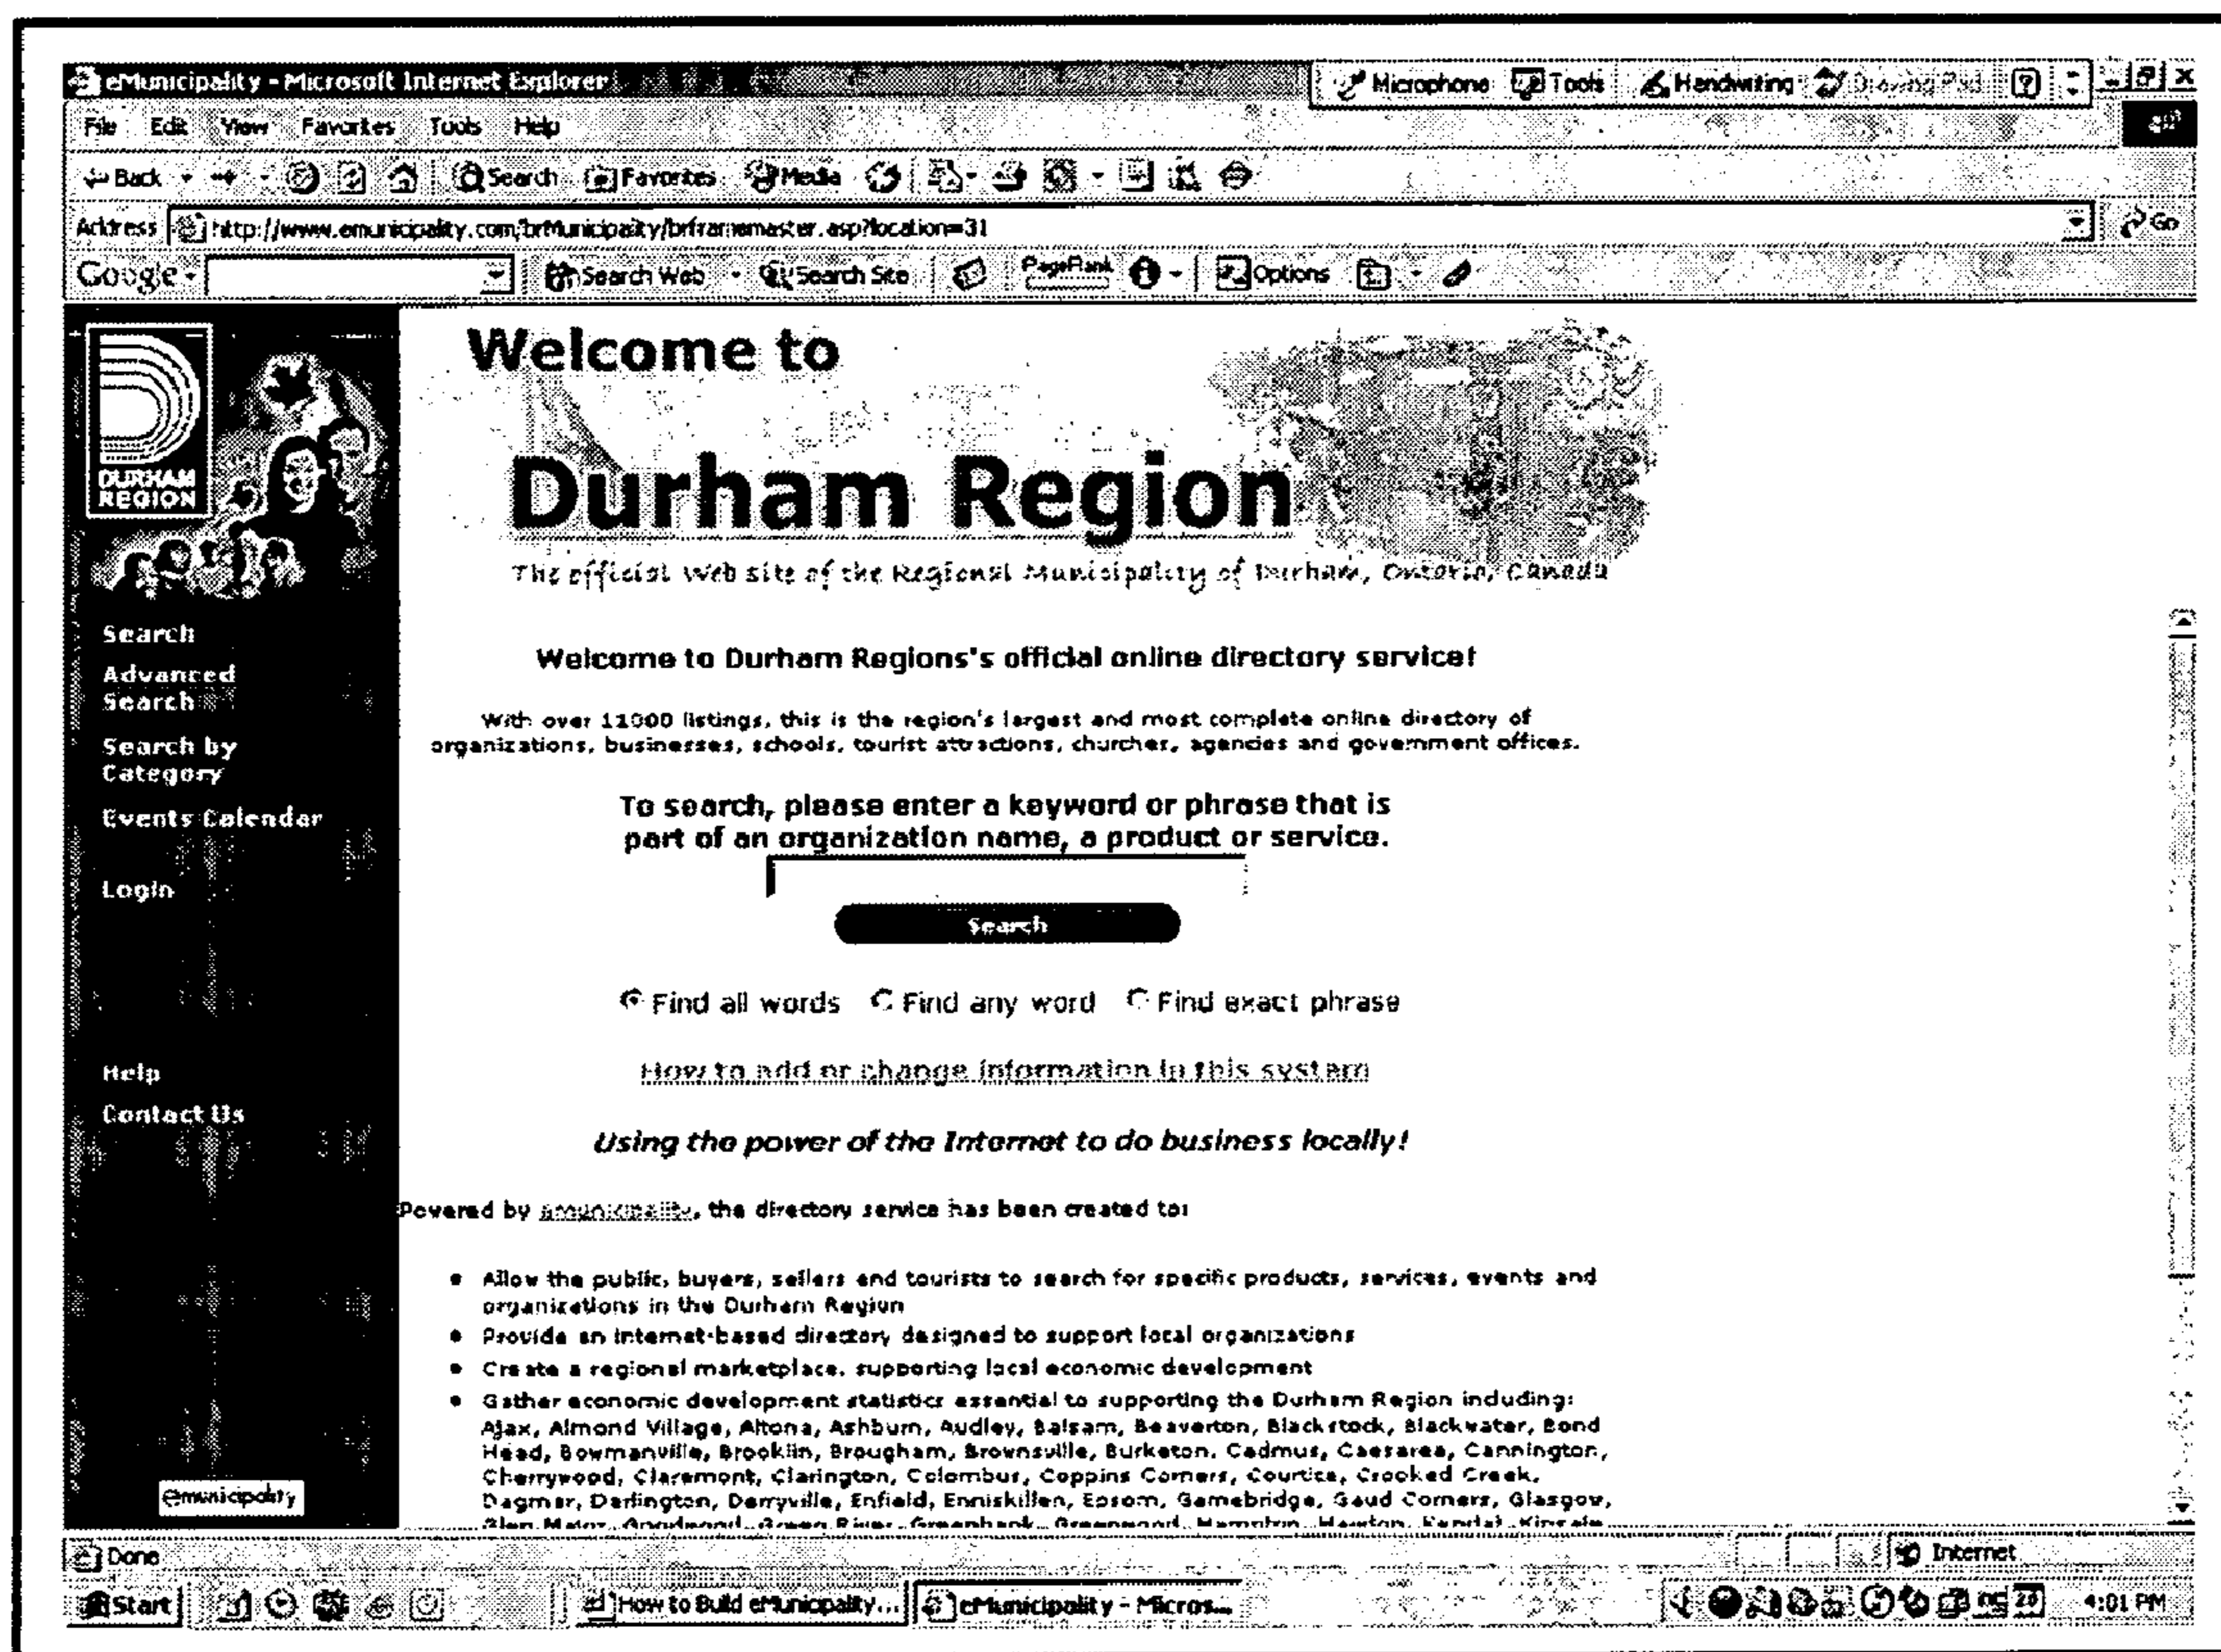 eMunicipality - Microsoft Internet Explorer
Microphone Tools Handwriting Drawing Pad
File Edit View Favorites Tools Help
Back Search Favorites Media
Address http://www.emunicipality.com/brMunicipality/brframemaster.asp?location=31 Go
Google Search Web Search Site PageRank Options
DURHAM
REGION
Welcome to
Durham Region
The official Web site of the Regional Municipality of Durham, Ontario, Canada
Search
Advanced
Search
Search by
Category
Events Calendar
Login
Help
Contact Us
emunicipality
Welcome to Durham Regions's official online directory service!
With over 11000 listings, this is the region's largest and most complete online directory of
organizations, businesses, schools, tourist attractions, churches, agencies and government offices.
To search, please enter a keyword or phrase that is
part of an organization name, a product or service.
Search
Find all words Find any word Find exact phrase
How to add or change information in this system
Using the power of the Internet to do business locally!
Powered by emunicipality, the directory service has been created to:
• Allow the public, buyers, sellers and tourists to search for specific products, services, events and
organizations in the Durham Region
• Provide an internet-based directory designed to support local organizations
• Create a regional marketplace, supporting local economic development
• Gather economic development statistics essential to supporting the Durham Region including:
Ajax, Almond Village, Altona, Ashburn, Audley, Balsam, Beaverton, Blackstock, Blackwater, Bond
Head, Bowmanville, Brooklin, Brougham, Brownsville, Burketon, Cadmus, Caesarea, Cannington,
Cherrywood, Claremont, Clarington, Columbus, Coppins Corners, Courtice, Crooked Creek,
Dagmar, Darlington, Derryville, Enfield, Enniskillen, Epsom, Gamebridge, Gaud Corners, Glasgow,
Glen Major, Goodwood, Green River, Greenbank, Greenwood, Hampton, Haydon, Kendal, Kinsale,
Done Internet
Start How to Build eMunicipality... eMunicipality - Micros... 4:01 PM